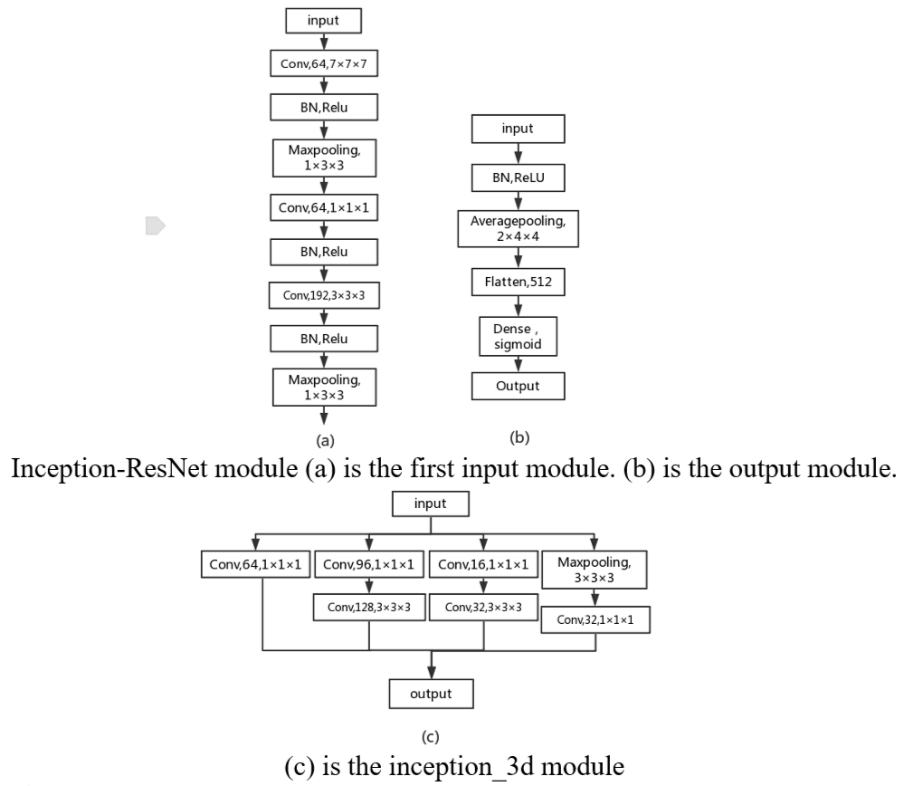 input
Conv,64,7×7×7
BN,Relu
Maxpooling,
1×3×3
Conv,64,1×1×1
BN,Relu
Conv,192,3×3×3
BN,Relu
Maxpooling,
1×3×3
(a)
input
BN,ReLU
Averagepooling,
2×4×4
Flatten,512
Dense ,
sigmoid
Output
(b)
Inception-ResNet module (a) is the first input module. (b) is the output module.
input
Conv,64,1×1×1
Conv,96,1×1×1
Conv,128,3×3×3
Conv,16,1×1×1
Conv,32,3×3×3
Maxpooling,
3×3×3
Conv,32,1×1×1
output
(c)
(c) is the inception_3d module